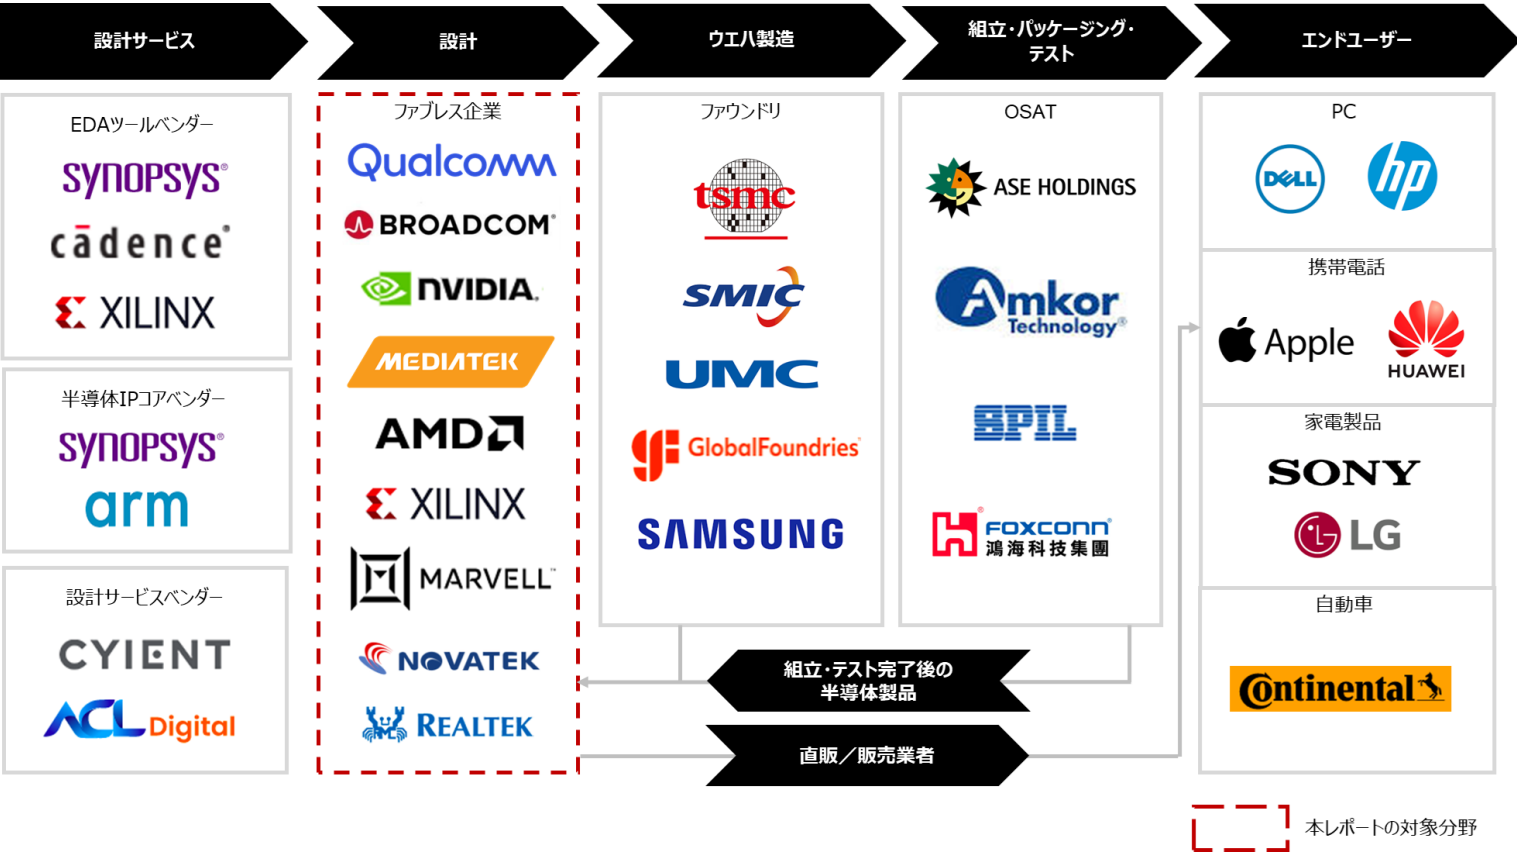 設計サービス
設計
ウエハ製造
組立・パッケージング・
テスト
エンドユーザー
EDAツールベンダー
SYNOPSYS®
cādence®
XILINX
半導体IPコアベンダー
SYNOPSYS®
arm
設計サービスベンダー
CYIENT
ACL Digital
ファブレス企業
Qualcomm
BROADCOM®
NVIDIA.
MEDIATEK
AMD
XILINX
MARVELL™
NOVATEK
REALTEK
ファウンドリ
tsmc
SMIC
UMC
GlobalFoundries
SAMSUNG
OSAT
ASE HOLDINGS
Amkor
Technology®
SPIL
FOXCONN®
鴻海科技集團
PC
DELL
hp
携帯電話
Apple
HUAWEI
家電製品
SONY
LG
自動車
Continental
組立・テスト完了後の
半導体製品
直販／販売業者
本レポートの対象分野